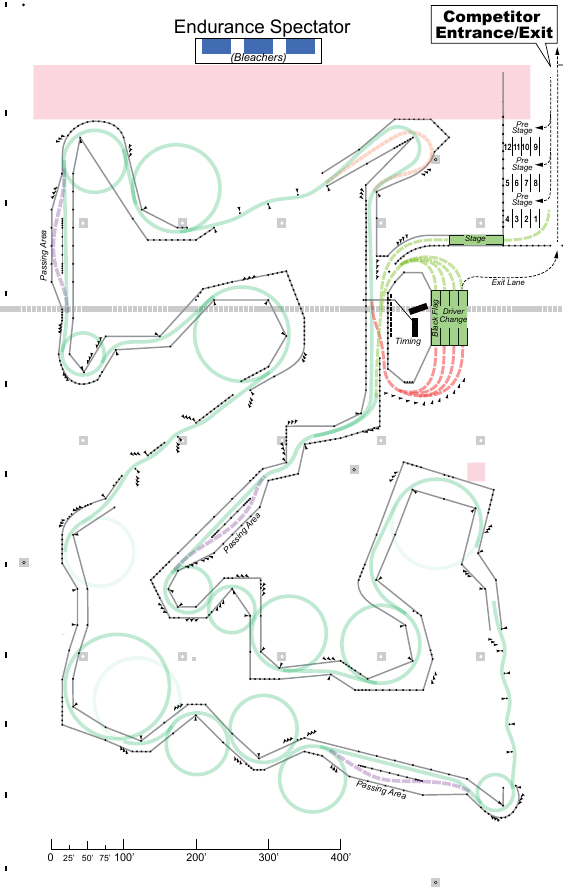 Competitor
Entrance/Exit
Endurance Spectator
(Bleachers)
Pre
Stage
12 11 10 9
Pre
Stage
5 6 7 8
Pre
Stage
4 3 2 1
Stage
Passing Area
Exit Lane
Black Flag
Driver
Change
Timing
Passing Area
Passing Area
0 25' 50' 75' 100' 200' 300' 400'